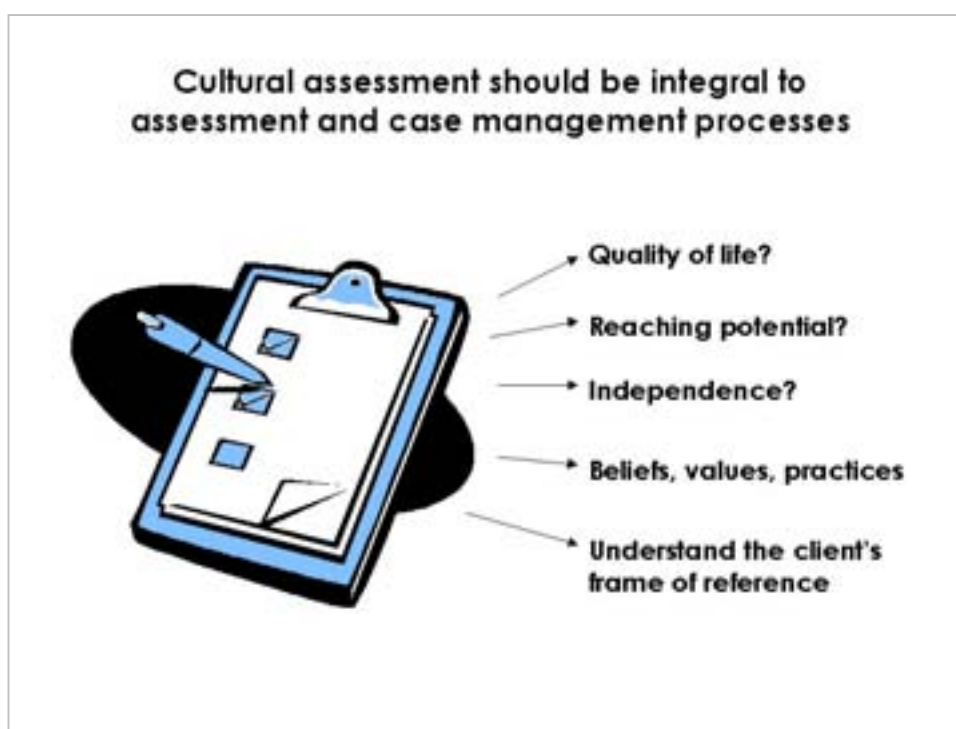 Cultural assessment should be integral to
assessment and case management processes
Quality of life?
Reaching potential?
Independence?
Beliefs, values, practices
Understand the client's
frame of reference